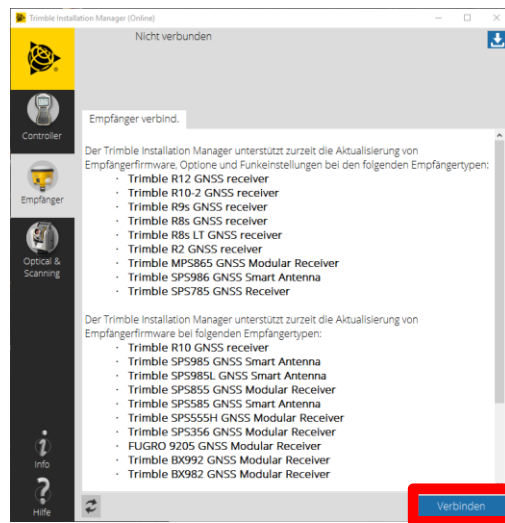 Trimble Installation Manager (Online)
Nicht verbunden
Controller
Empfänger
Optical &
Scanning
Info
Hilfe
Empfänger verbind.
Der Trimble Installation Manager unterstützt zurzeit die Aktualisierung von
Empfängerfirmware, Optione und Funkeinstellungen bei den folgenden Empfängertypen:
· Trimble R12 GNSS receiver
· Trimble R10-2 GNSS receiver
· Trimble R9s GNSS receiver
· Trimble R8s GNSS receiver
· Trimble R8s LT GNSS receiver
· Trimble R2 GNSS receiver
· Trimble MPS865 GNSS Modular Receiver
· Trimble SPS986 GNSS Smart Antenna
· Trimble SPS785 GNSS Receiver
Der Trimble Installation Manager unterstützt zurzeit die Aktualisierung von
Empfängerfirmware bei folgenden Empfängertypen:
· Trimble R10 GNSS receiver
· Trimble SPS985 GNSS Smart Antenna
· Trimble SPS985L GNSS Smart Antenna
· Trimble SPS855 GNSS Modular Receiver
· Trimble SPS585 GNSS Smart Antenna
· Trimble SPS555H GNSS Modular Receiver
· Trimble SPS356 GNSS Modular Receiver
· FUGRO 9205 GNSS Modular Receiver
· Trimble BX992 GNSS Modular Receiver
· Trimble BX982 GNSS Modular Receiver
Verbinden